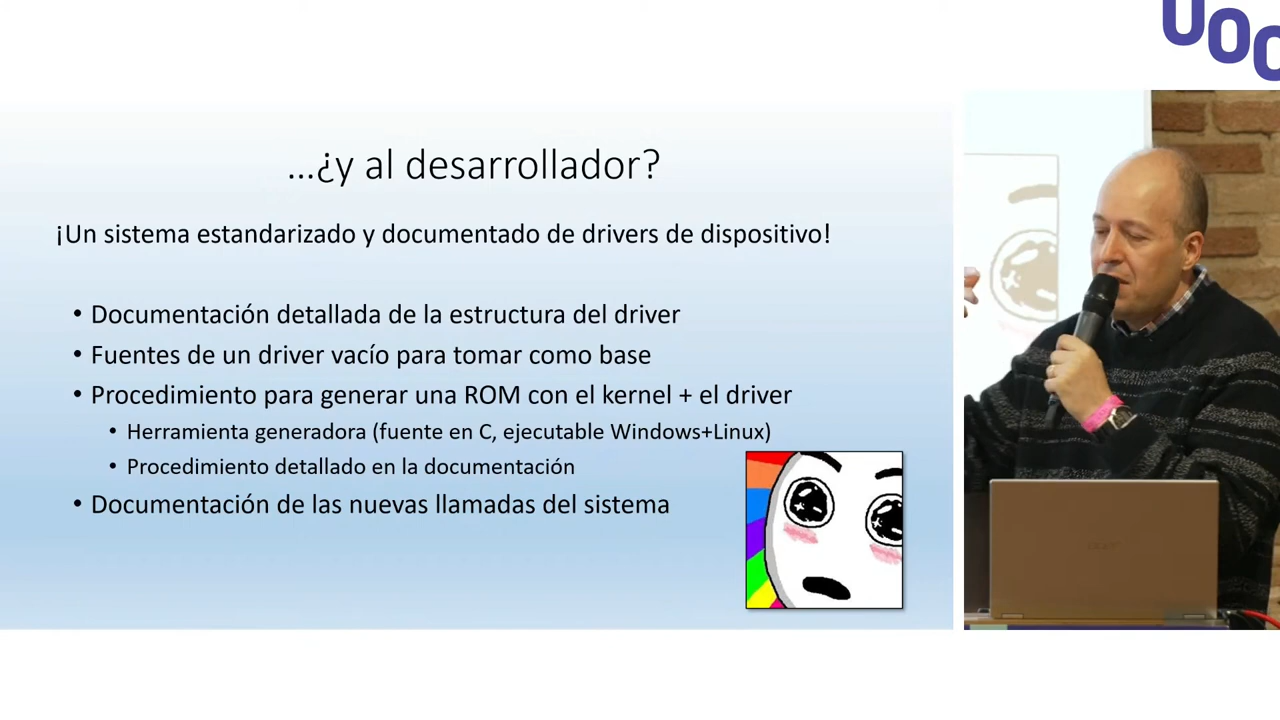 UOC
...¿y al desarrollador?
¡Un sistema estandarizado y documentado de drivers de dispositivo!
• Documentación detallada de la estructura del driver
• Fuentes de un driver vacío para tomar como base
• Procedimiento para generar una ROM con el kernel + el driver
• Herramienta generadora (fuente en C, ejecutable Windows+Linux)
• Procedimiento detallado en la documentación
• Documentación de las nuevas llamadas del sistema
acer